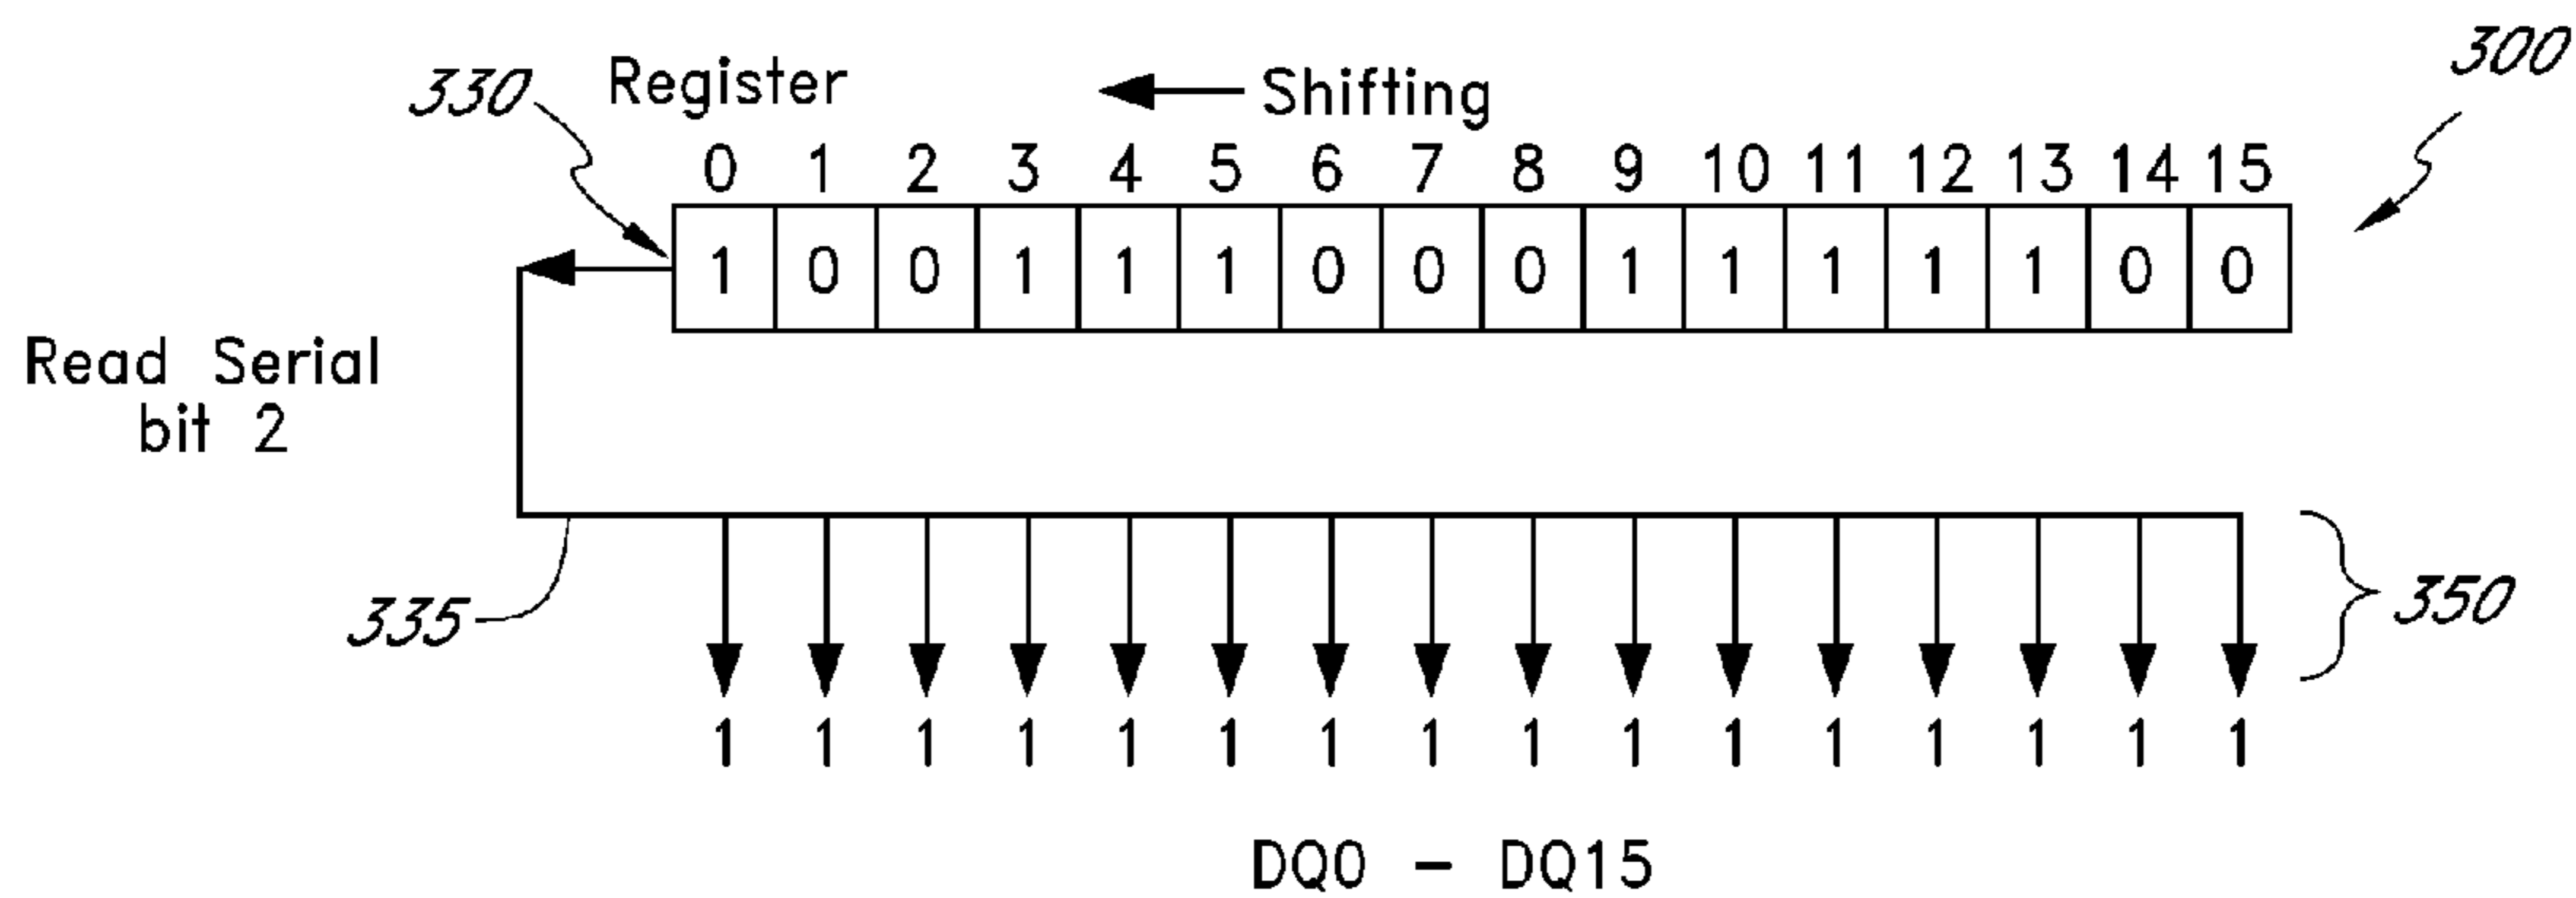 330 Register Shifting 300
0 1 2 3 4 5 6 7 8 9 10 11 12 13 14 15
1 0 0 1 1 1 0 0 0 1 1 1 1 1 0 0
Read Serial
bit 2
335 350
1 1 1 1 1 1 1 1 1 1 1 1 1 1 1 1
DQ0 - DQ15